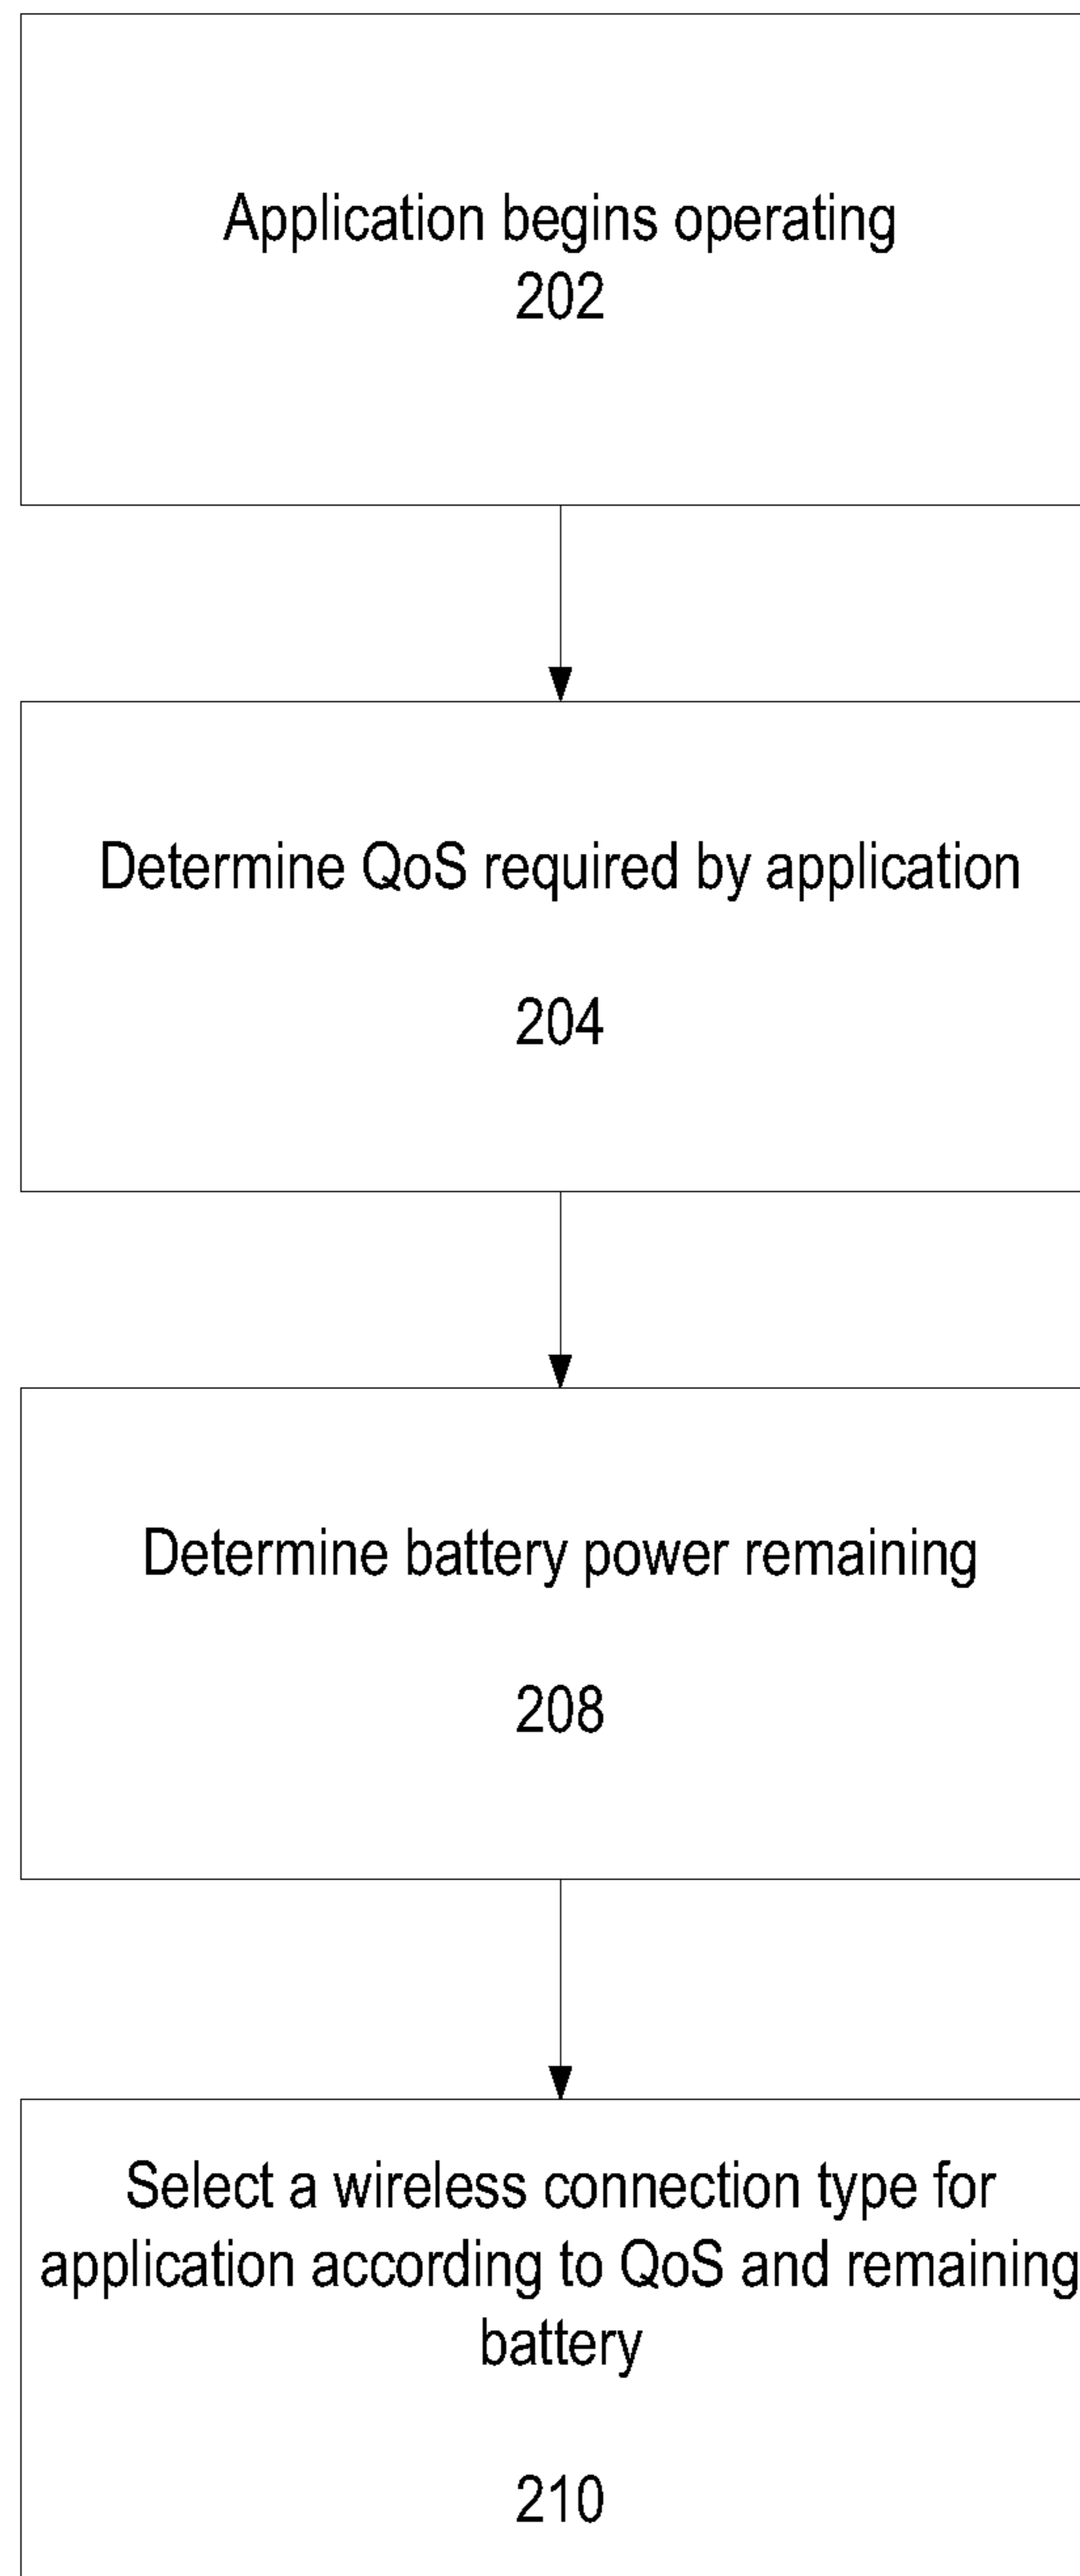 Application begins operating
202
Determine QoS required by application
204
Determine battery power remaining
208
Select a wireless connection type for
application according to QoS and remaining
battery
210